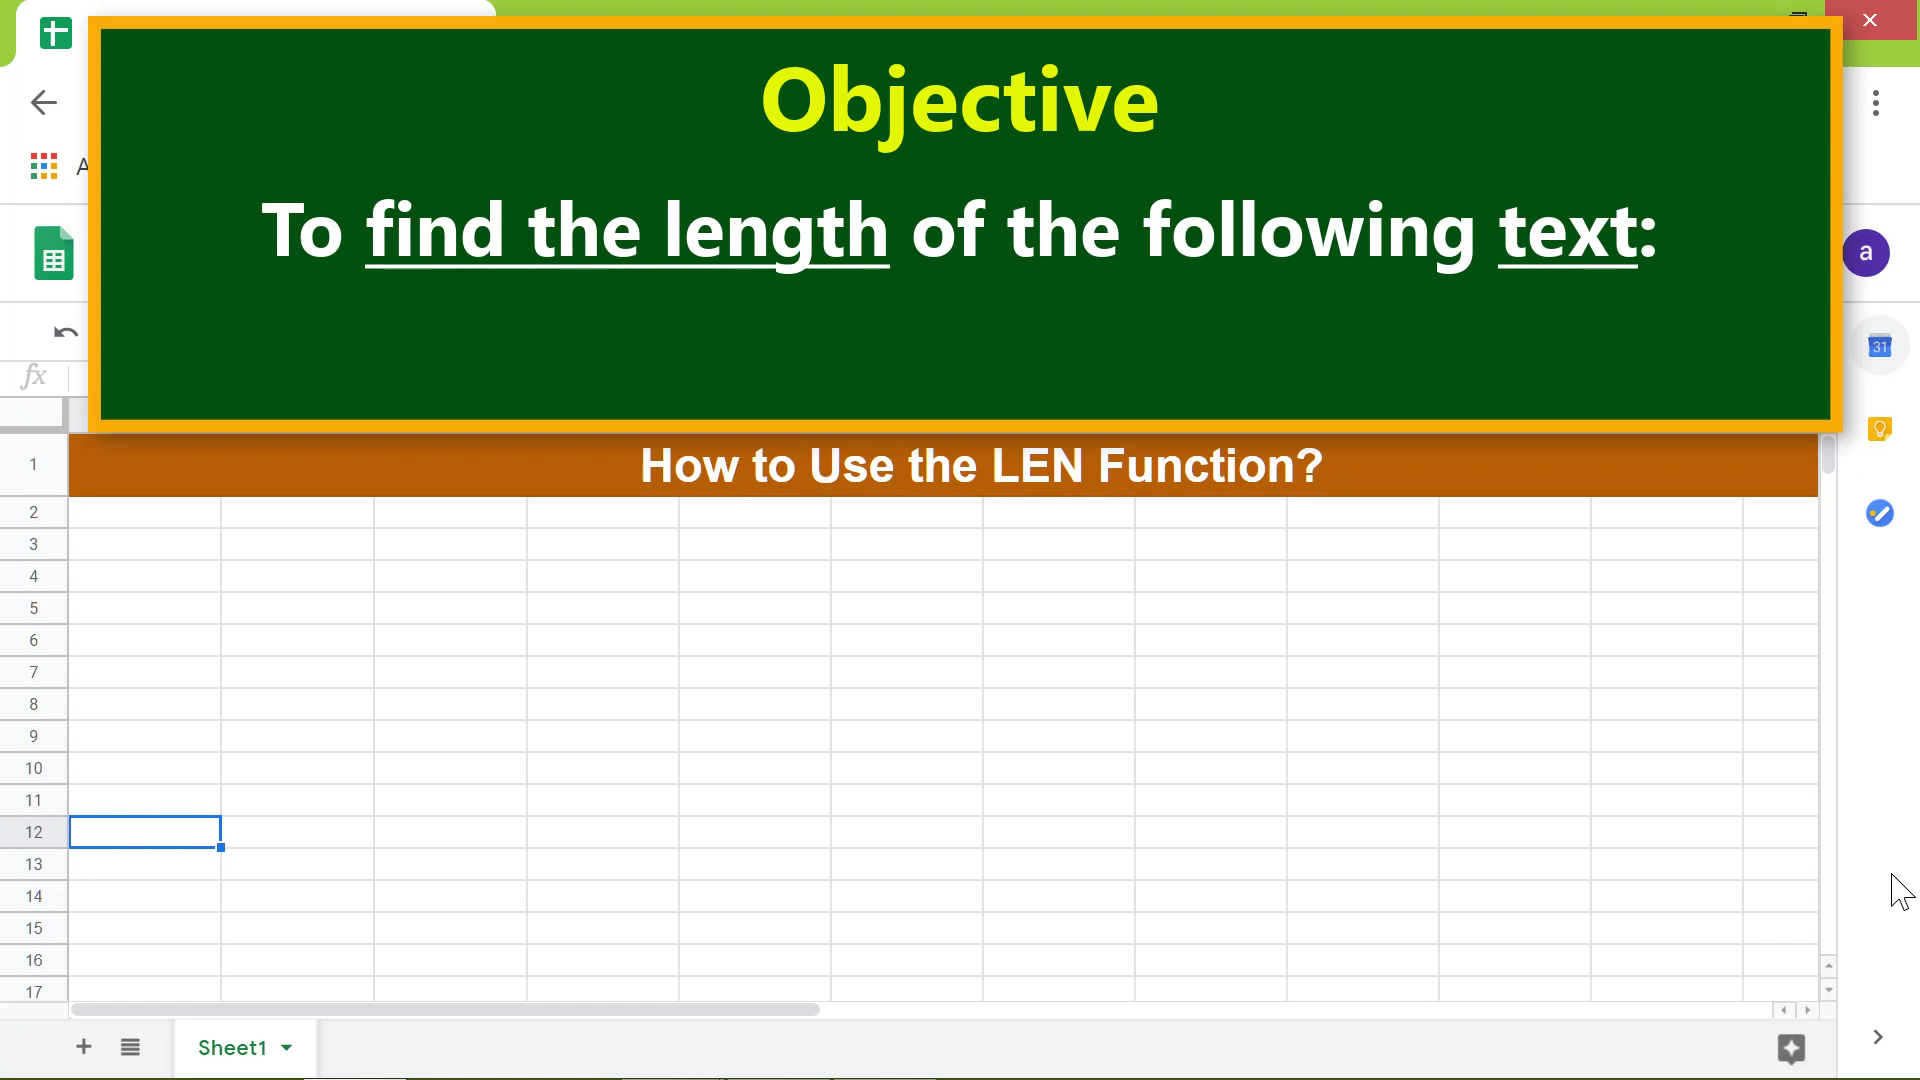 Objective
To find the length of the following text:
A
a
31
fx
How to Use the LEN Function?
1
2
3
4
5
6
7
8
9
10
11
12
13
14
15
16
17
Sheet1